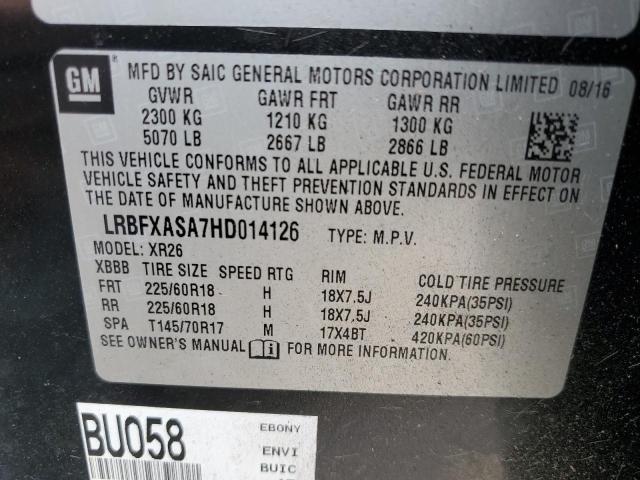 GM
MFD BY SAIC GENERAL MOTORS CORPORATION LIMITED 08/16
GVWR GAWR FRT GAWR RR
2300 KG 1210 KG 1300 KG
5070 LB 2667 LB 2866 LB
THIS VEHICLE CONFORMS TO ALL APPLICABLE U.S. FEDERAL MOTOR
VEHICLE SAFETY AND THEFT PREVENTION STANDARDS IN EFFECT ON
THE DATE OF MANUFACTURE SHOWN ABOVE.
LRBFXASA7HD014126 TYPE: M.P.V.
MODEL: XR26
XBBB TIRE SIZE SPEED RTG RIM COLD TIRE PRESSURE
FRT 225/60R18 H 18X7.5J 240KPA(35PSI)
RR 225/60R18 H 18X7.5J 240KPA(35PSI)
SPA T145/70R17 M 17X4BT 420KPA(60PSI)
SEE OWNER'S MANUAL FOR MORE INFORMATION.
BU058 EBONY
ENVI
BUIC